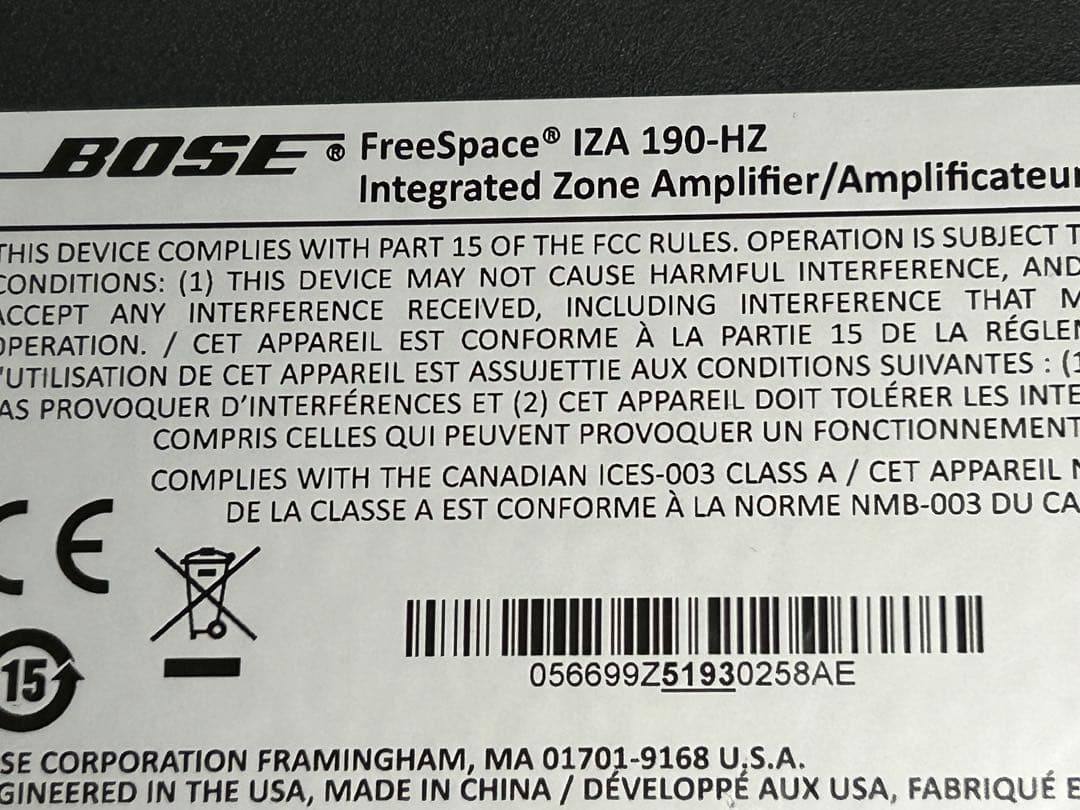 BOSE® FreeSpace® IZA 190-HZ
Integrated Zone Amplifier/Amplificateur
THIS DEVICE COMPLIES WITH PART 15 OF THE FCC RULES. OPERATION IS SUBJECT
CONDITIONS: (1) THIS DEVICE MAY NOT CAUSE HARMFUL INTERFERENCE, AND
ACCEPT ANY INTERFERENCE RECEIVED, INCLUDING INTERFERENCE THAT
OPERATION. / CET APPAREIL EST CONFORME À LA PARTIE 15 DE LA
'UTILISATION DE CET APPAREIL EST ASSUJETTIE AUX CONDITIONS SUIVANTES : (1
AS PROVOQUER D'INTERFÉRENCES ET (2) CET APPAREIL DOIT TOLÉRER LES INTE
COMPRIS CELLES QUI PEUVENT PROVOQUER UN FONCTIONNEMENT
COMPLIES WITH THE CANADIAN ICES-003 CLASS A / CET APPAREIL
DE LA CLASSE A EST CONFORME À LA NORME NMB-003 DU CA
CE
15
056699Z51930258AE
SE CORPORATION FRAMINGHAM, MA 01701-9168 U.S.A.
GINEERED IN THE USA, MADE IN CHINA / DÉVELOPPÉ AUX USA, FABRIQUÉ E